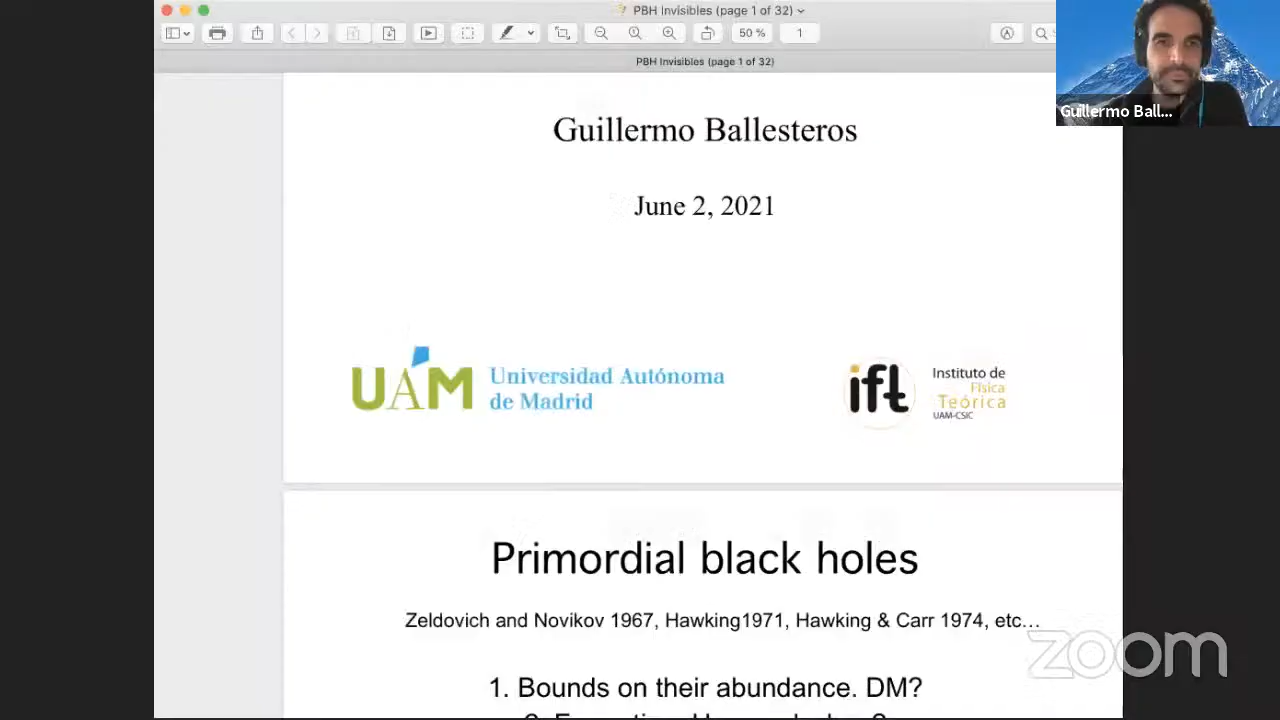 PBH Invisibles (page 1 of 32)
50 %
1
PBH Invisibles (page 1 of 32)
Guillermo Ball...
Guillermo Ballesteros
June 2, 2021
UAM Universidad Autónoma
de Madrid
ift Instituto de
Física
Teórica
UAM-CSIC
Primordial black holes
Zeldovich and Novikov 1967, Hawking1971, Hawking & Carr 1974, etc...
zoom
1. Bounds on their abundance. DM?